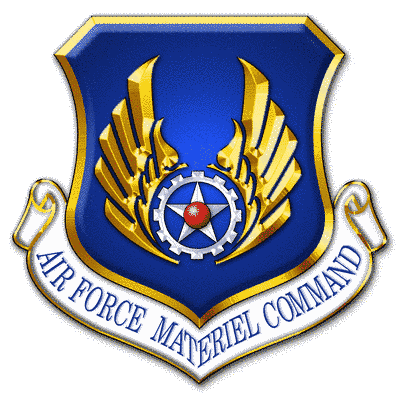 AIR FORCE MATERIEL COMMAND